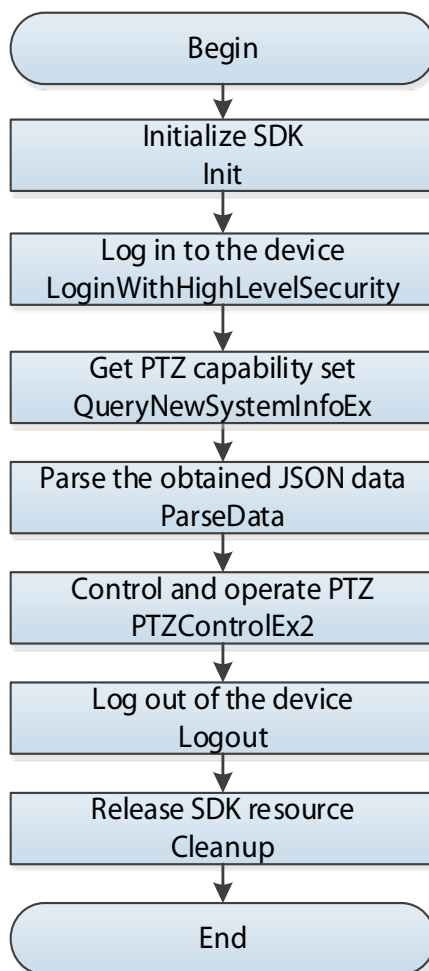 Begin
Initialize SDK
Init
Log in to the device
LoginWithHighLevelSecurity
Get PTZ capability set
QueryNewSystemInfoEx
Parse the obtained JSON data
ParseData
Control and operate PTZ
PTZControlEx2
Log out of the device
Logout
Release SDK resource
Cleanup
End